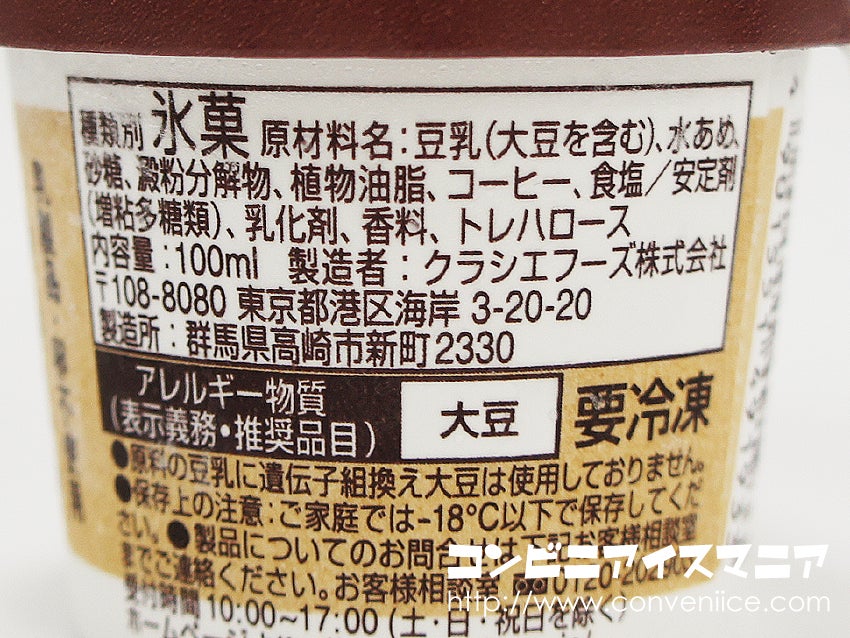 種類別 氷菓 原材料名：豆乳（大豆を含む）、水あめ、
砂糖、澱粉分解物、植物油脂、コーヒー、食塩／安定剤
（増粘多糖類）、乳化剤、香料、トレハロース
内容量：100ml 製造者：クラシエフーズ株式会社
〒108-8080 東京都港区海岸 3-20-20
製造所：群馬県高崎市新町2330
アレルギー物質
（表示義務・推奨品目）
大豆
要冷凍
●原料の豆乳に遺伝子組換え大豆は使用しておりません。
●保存上の注意：ご家庭では-18℃以下で保存してくだ
さい。●製品についてのお問合せは下記お客様相談室
までご連絡ください。お客様相談室
受付時間 10:00~17:00（土・日・祝日を除く）
コンビニアイスマニア
http://www.conveniice.com/